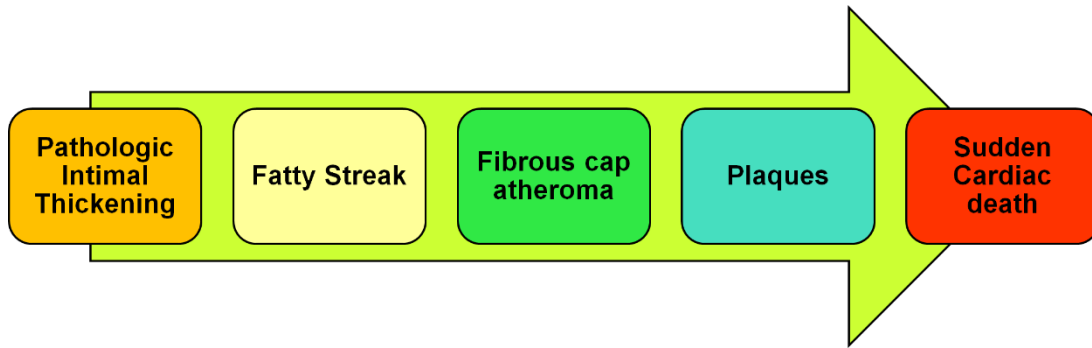 Pathologic
Intimal
Thickening
Fatty Streak
Fibrous cap
atheroma
Plaques
Sudden
Cardiac
death